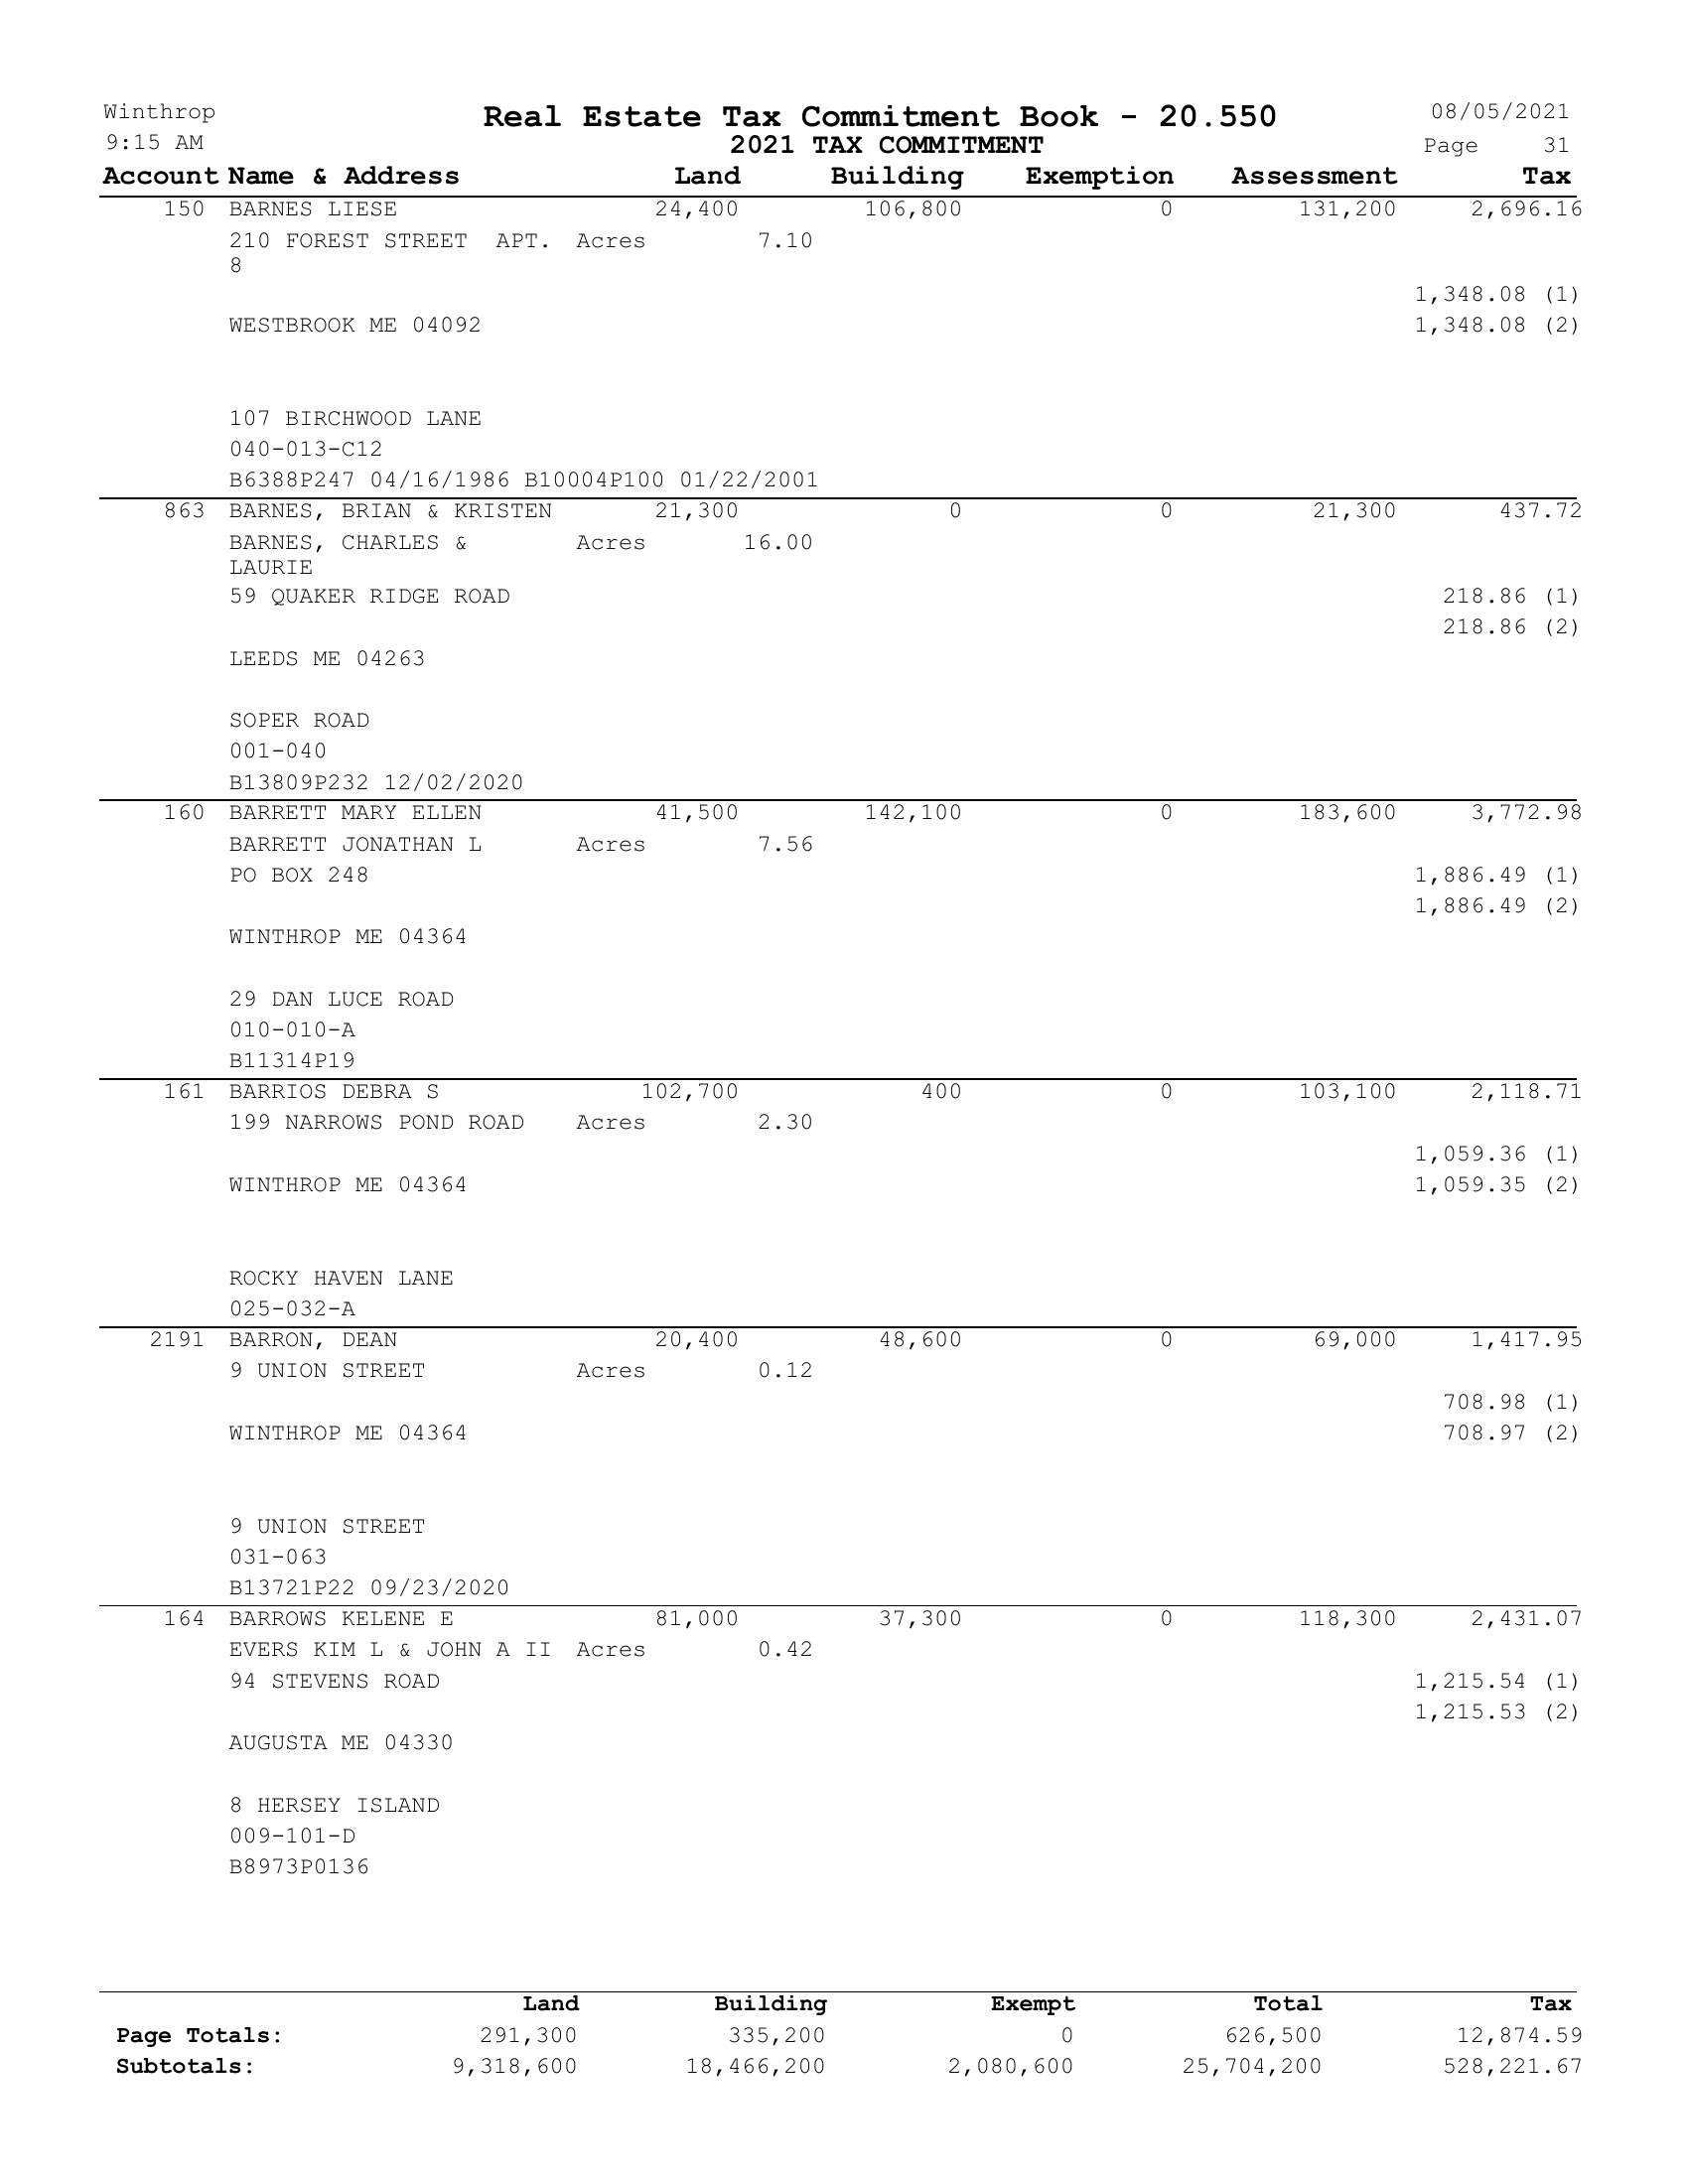 Winthrop Real Estate Tax Commitment Book - 20.550 08/05/2021
9:15 AM 2021 TAX COMMITMENT Page 31
Account Name & Address Land Building Exemption Assessment Tax
150 BARNES LIESE 24,400 106,800 0 131,200 2,696.16
210 FOREST STREET APT. Acres 7.10
8
1,348.08 (1)
WESTBROOK ME 04092 1,348.08 (2)
107 BIRCHWOOD LANE
040-013-C12
B6388P247 04/16/1986 B10004P100 01/22/2001
863 BARNES, BRIAN & KRISTEN 21,300 0 0 21,300 437.72
BARNES, CHARLES & Acres 16.00
LAURIE
59 QUAKER RIDGE ROAD 218.86 (1)
218.86 (2)
LEEDS ME 04263
SOPER ROAD
001-040
B13809P232 12/02/2020
160 BARRETT MARY ELLEN 41,500 142,100 0 183,600 3,772.98
BARRETT JONATHAN L Acres 7.56
PO BOX 248 1,886.49 (1)
1,886.49 (2)
WINTHROP ME 04364
29 DAN LUCE ROAD
010-010-A
B11314P19
161 BARRIOS DEBRA S 102,700 400 0 103,100 2,118.71
199 NARROWS POND ROAD Acres 2.30
1,059.36 (1)
WINTHROP ME 04364 1,059.35 (2)
ROCKY HAVEN LANE
025-032-A
2191 BARRON, DEAN 20,400 48,600 0 69,000 1,417.95
9 UNION STREET Acres 0.12
708.98 (1)
WINTHROP ME 04364 708.97 (2)
9 UNION STREET
031-063
B13721P22 09/23/2020
164 BARROWS KELENE E 81,000 37,300 0 118,300 2,431.07
EVERS KIM L & JOHN A II Acres 0.42
94 STEVENS ROAD 1,215.54 (1)
1,215.53 (2)
AUGUSTA ME 04330
8 HERSEY ISLAND
009-101-D
B8973P0136
Land Building Exempt Total Tax
Page Totals: 291,300 335,200 0 626,500 12,874.59
Subtotals: 9,318,600 18,466,200 2,080,600 25,704,200 528,221.67